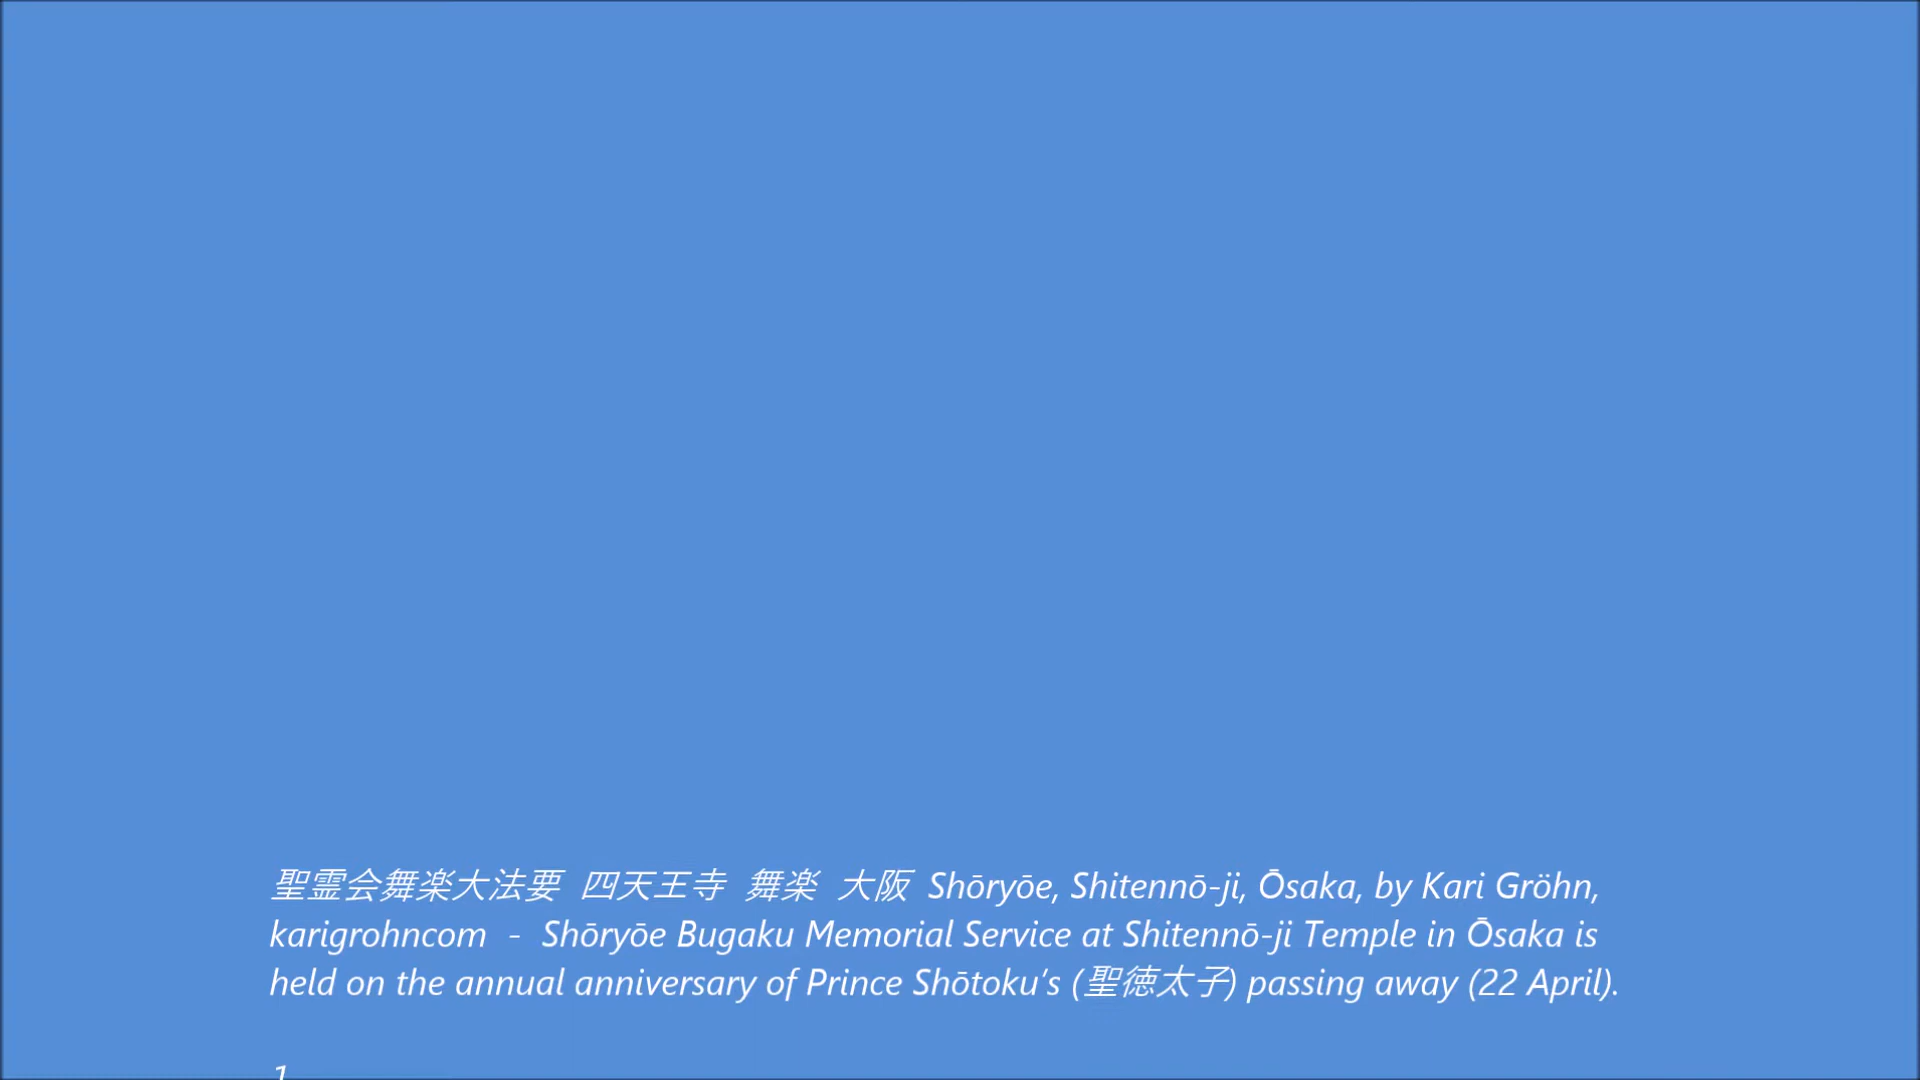 聖霊会舞楽大法要 四天王寺 舞楽 大阪 Shōryōe, Shitennō-ji, Ōsaka, by Kari Gröhn,
karigrohncom - Shōryōe Bugaku Memorial Service at Shitennō-ji Temple in Ōsaka is
held on the annual anniversary of Prince Shōtoku's (聖徳太子) passing away (22 April).
1